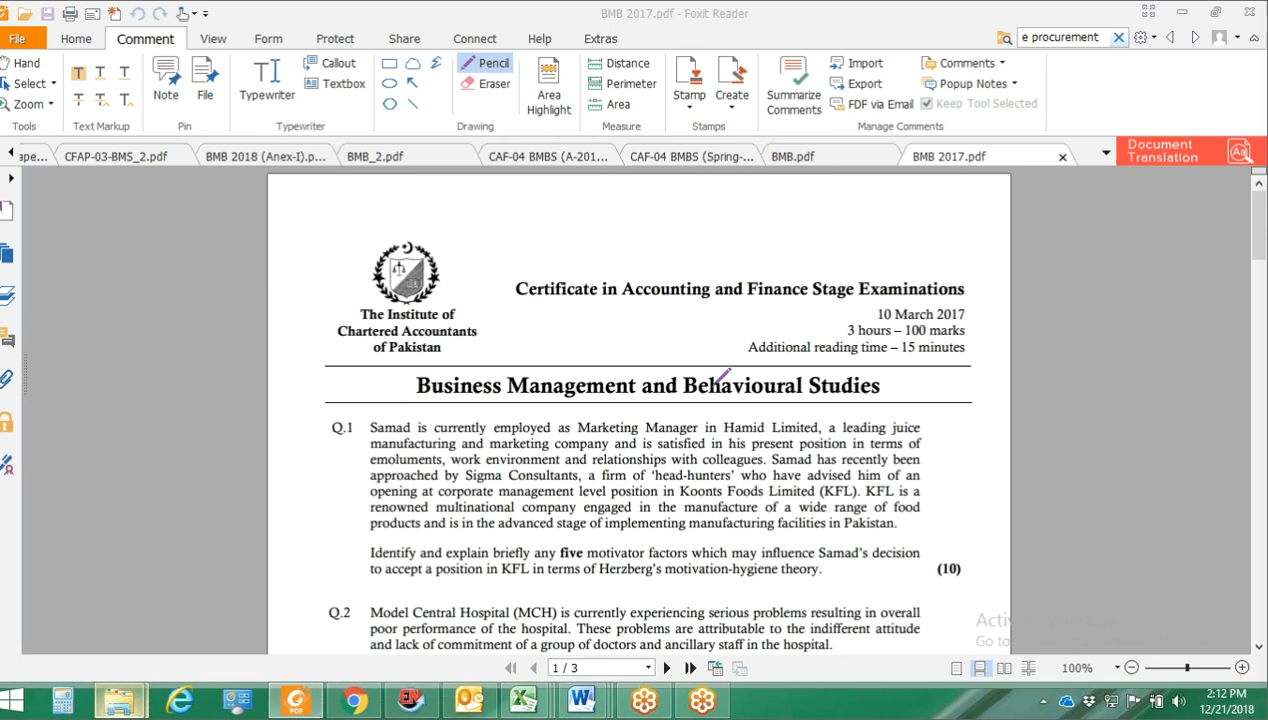 BMB 2017.pdf - Foxit Reader
File Home Comment View Form Protect Share Connect Help Extras e procurement
Hand
Select
Zoom
Tools
Text Markup
Note
File
Pin
Typewriter
Callout
Textbox
Typewriter
Pencil
Eraser
Area
Highlight
Drawing
Distance
Perimeter
Area
Measure
Stamp
Create
Stamps
Summarize
Comments
Import
Export
FDF via Email
Comments
Popup Notes
Keep Tool Selected
Manage Comments
ape... CFAP-03-BMS_2.pdf BMB 2018 (Anex-I).p... BMB_2.pdf CAF-04 BMBS (A-201... CAF-04 BMBS (Spring-... BMB.pdf BMB 2017.pdf
Document
Translation
The Institute of
Chartered Accountants
of Pakistan
Certificate in Accounting and Finance Stage Examinations
10 March 2017
3 hours – 100 marks
Additional reading time – 15 minutes
Business Management and Behavioural Studies
Q.1 Samad is currently employed as Marketing Manager in Hamid Limited, a leading juice
manufacturing and marketing company and is satisfied in his present position in terms of
emoluments, work environment and relationships with colleagues. Samad has recently been
approached by Sigma Consultants, a firm of ‘head-hunters’ who have advised him of an
opening at corporate management level position in Koonts Foods Limited (KFL). KFL is a
renowned multinational company engaged in the manufacture of a wide range of food
products and is in the advanced stage of implementing manufacturing facilities in Pakistan.
Identify and explain briefly any five motivator factors which may influence Samad’s decision
to accept a position in KFL in terms of Herzberg’s motivation-hygiene theory. (10)
Q.2 Model Central Hospital (MCH) is currently experiencing serious problems resulting in overall
poor performance of the hospital. These problems are attributable to the indifferent attitude
and lack of commitment of a group of doctors and ancillary staff in the hospital.
Go to
1 / 3
100%
2:12 PM
12/21/2018